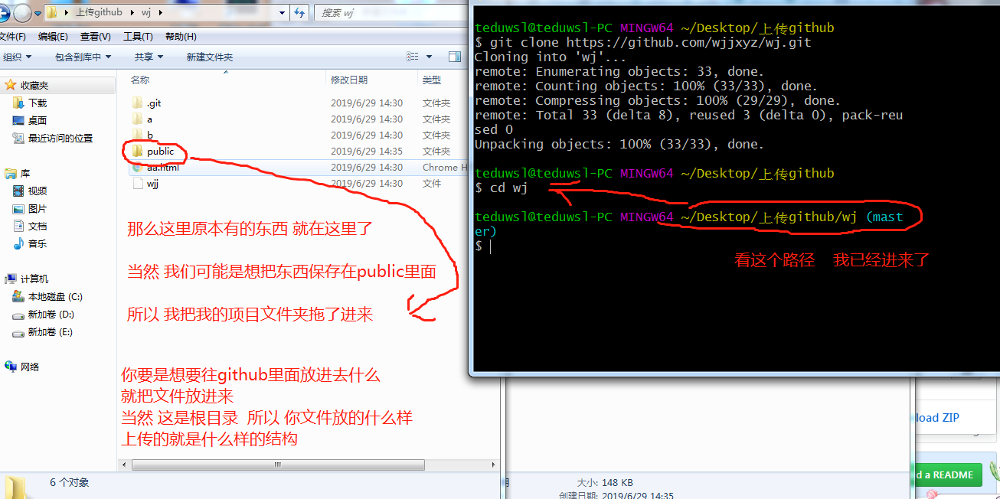 上传github
wj
搜索 wj
文件(F)
编辑(E)
查看(V)
工具(T)
帮助(H)
组织
包含到库中
共享
新建文件夹
收藏夹
下载
桌面
最近访问的位置
库
视频
图片
文档
音乐
计算机
本地磁盘 (C:)
新加卷 (D:)
新加卷 (E:)
网络
名称 修改日期 类型
.git 2019/6/29 14:30 文件夹
a 2019/6/29 14:30 文件夹
b 2019/6/29 14:30 文件夹
public 2019/6/29 14:35 文件夹
aa.html 2019/6/29 14:30 Chrome H
wjj 2019/6/29 14:30 文件
那么这里原本有的东西 就在这里了
当然 我们可能是想把东西保存在public里面
所以 我把我的项目文件夹拖了进来
你要是想要往github里面放进去什么
就把文件放进来
当然 这是根目录 所以 你文件放的什么样
上传的就是什么样的结构
6 个对象
teduwsl@teduwsl-PC MINGW64 ~/Desktop/上传github
$ git clone https://github.com/wjjxyz/wj.git
Cloning into 'wj'...
remote: Enumerating objects: 33, done.
remote: Counting objects: 100% (33/33), done.
remote: Compressing objects: 100% (29/29), done.
remote: Total 33 (delta 8), reused 3 (delta 0), pack-reu
sed 0
Unpacking objects: 100% (33/33), done.
teduwsl@teduwsl-PC MINGW64 ~/Desktop/上传github
$ cd wj
teduwsl@teduwsl-PC MINGW64 ~/Desktop/上传github/wj (mast
er)
$
看这个路径 我已经进来了
load ZIP
d a README
大小: 148 KB
创建日期: 2019/6/29 14:35